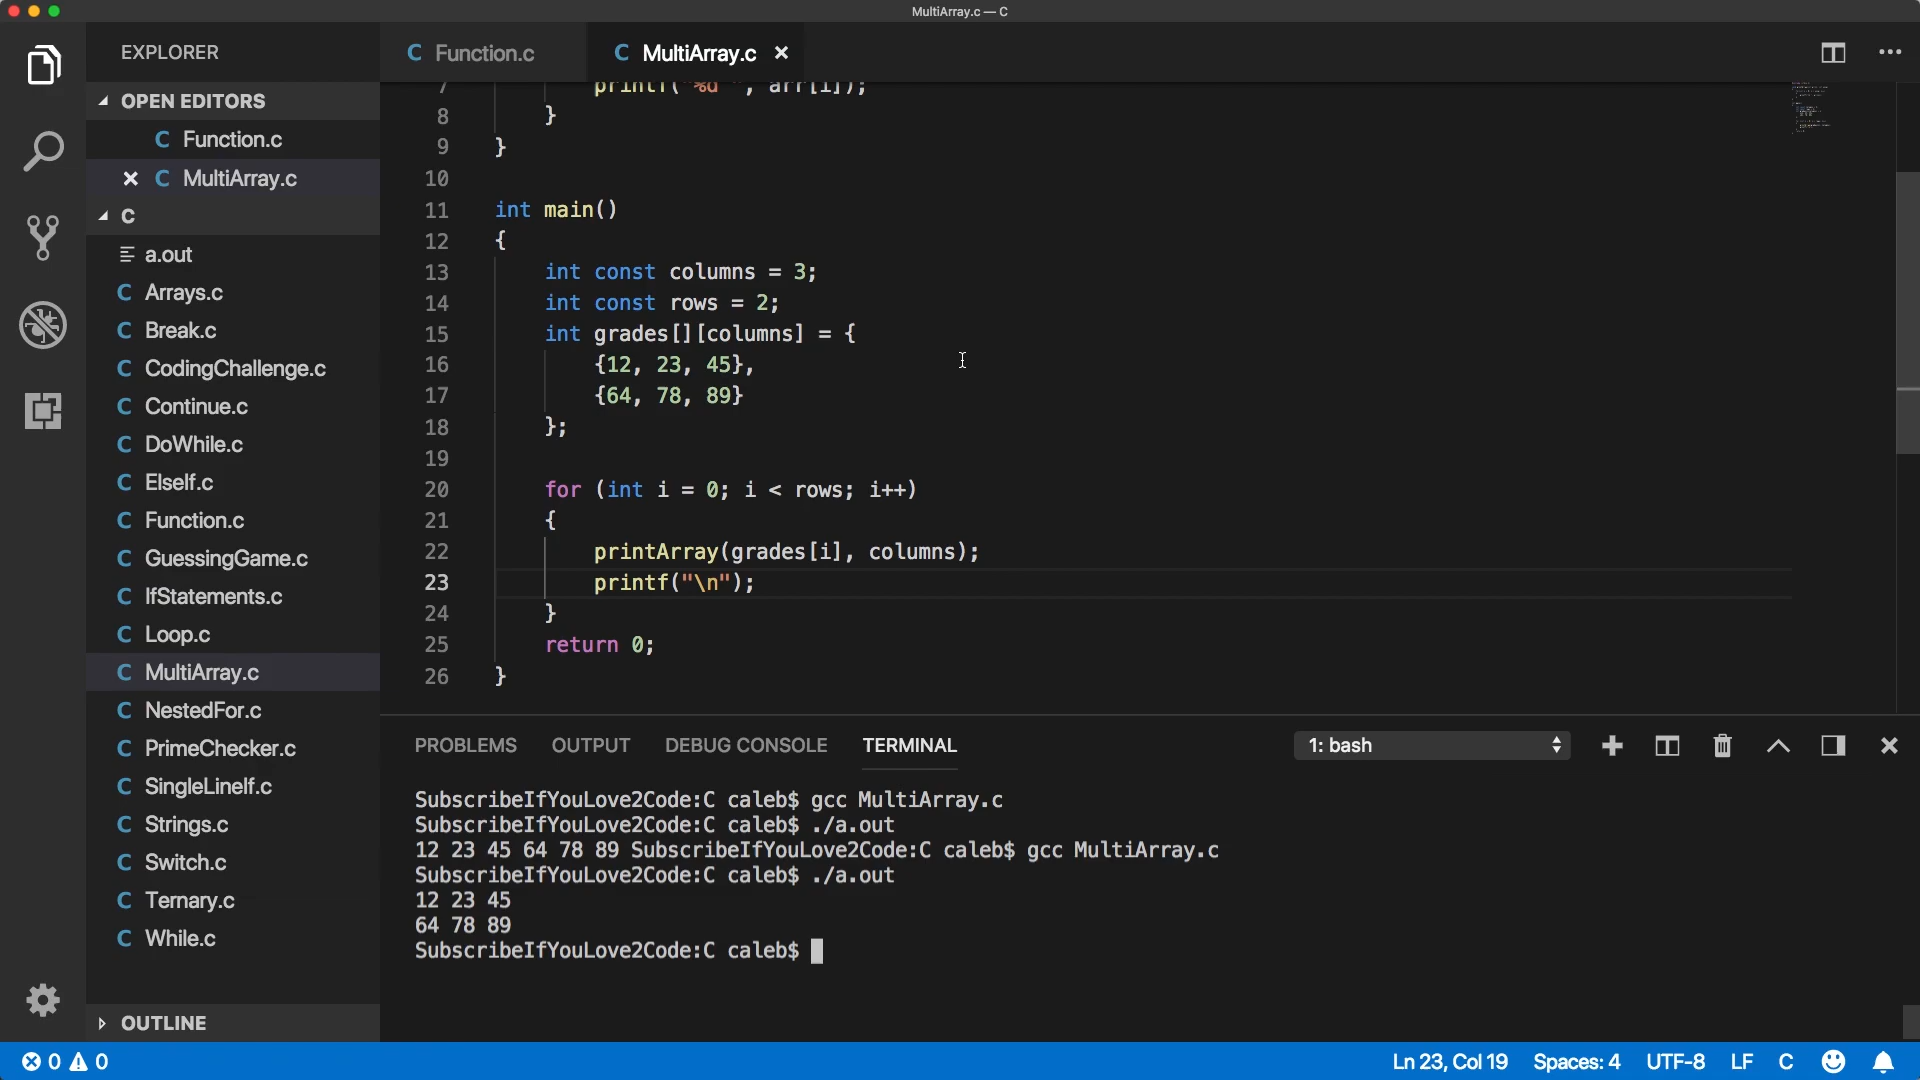 MultiArray.c — C
EXPLORER
OPEN EDITORS
Function.c
MultiArray.c
C
a.out
Arrays.c
Break.c
CodingChallenge.c
Continue.c
DoWhile.c
ElseIf.c
Function.c
GuessingGame.c
IfStatements.c
Loop.c
MultiArray.c
NestedFor.c
PrimeChecker.c
SingleLineIf.c
Strings.c
Switch.c
Ternary.c
While.c
OUTLINE
C Function.c
C MultiArray.c
7 printf("%d ", arr[i]);
8 }
9 }
10
11 int main()
12 {
13 int const columns = 3;
14 int const rows = 2;
15 int grades[][columns] = {
16 {12, 23, 45},
17 {64, 78, 89}
18 };
19
20 for (int i = 0; i < rows; i++)
21 {
22 printArray(grades[i], columns);
23 printf("\n");
24 }
25 return 0;
26 }
PROBLEMS OUTPUT DEBUG CONSOLE TERMINAL 1: bash
SubscribeIfYouLove2Code:C caleb$ gcc MultiArray.c
SubscribeIfYouLove2Code:C caleb$ ./a.out
12 23 45 64 78 89 SubscribeIfYouLove2Code:C caleb$ gcc MultiArray.c
SubscribeIfYouLove2Code:C caleb$ ./a.out
12 23 45
64 78 89
SubscribeIfYouLove2Code:C caleb$
0 0 Ln 23, Col 19 Spaces: 4 UTF-8 LF C